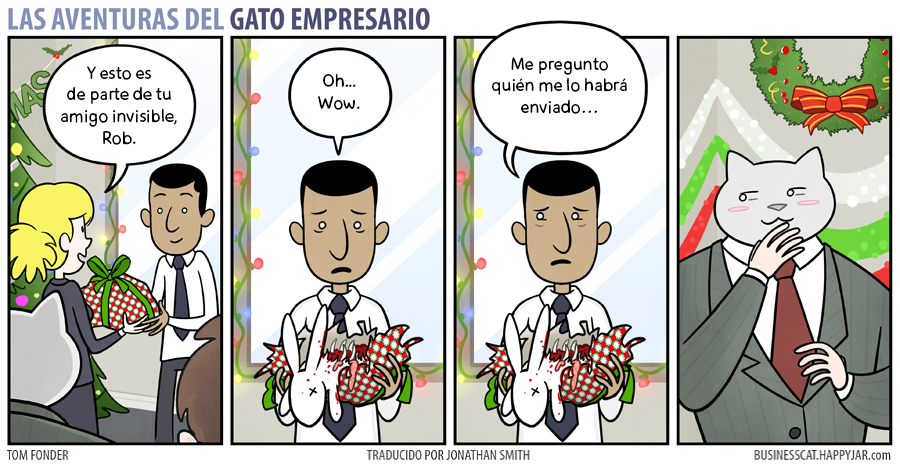 LAS AVENTURAS DEL GATO EMPRESARIO
MAS
Y esto es
de parte de tu
amigo invisible,
Rob.
Oh...
Wow.
Me pregunto
quién me lo habrá
enviado...
TOM FONDER
TRADUCIDO POR JONATHAN SMITH
BUSINESSCAT.HAPPYJAR.com